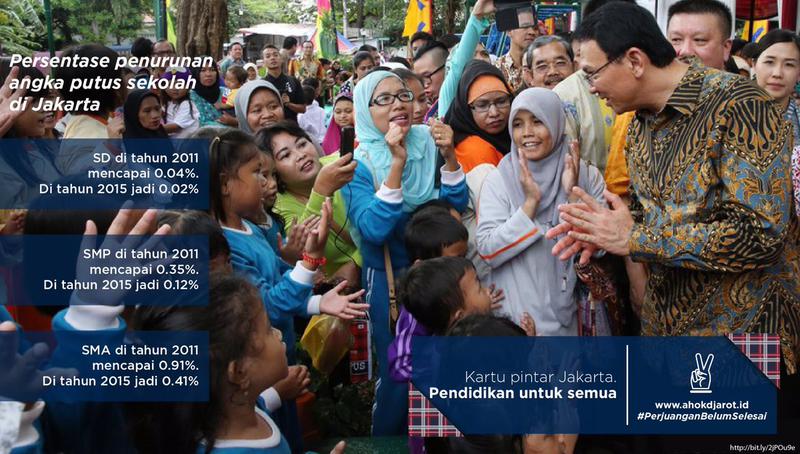 Persentase penurunan
angka putus sekolah
di Jakarta
SD di tahun 2011
mencapai 0.04%.
Di tahun 2015 jadi 0.02%
SMP di tahun 2011
mencapai 0.35%.
Di tahun 2015 jadi 0.12%
SMA di tahun 2011
mencapai 0.91%.
Di tahun 2015 jadi 0.41%
Kartu pintar Jakarta.
Pendidikan untuk semua
www.ahokdjarot.id
#PerjuanganBelumSelesai
http://bit.ly/2jPOu9e